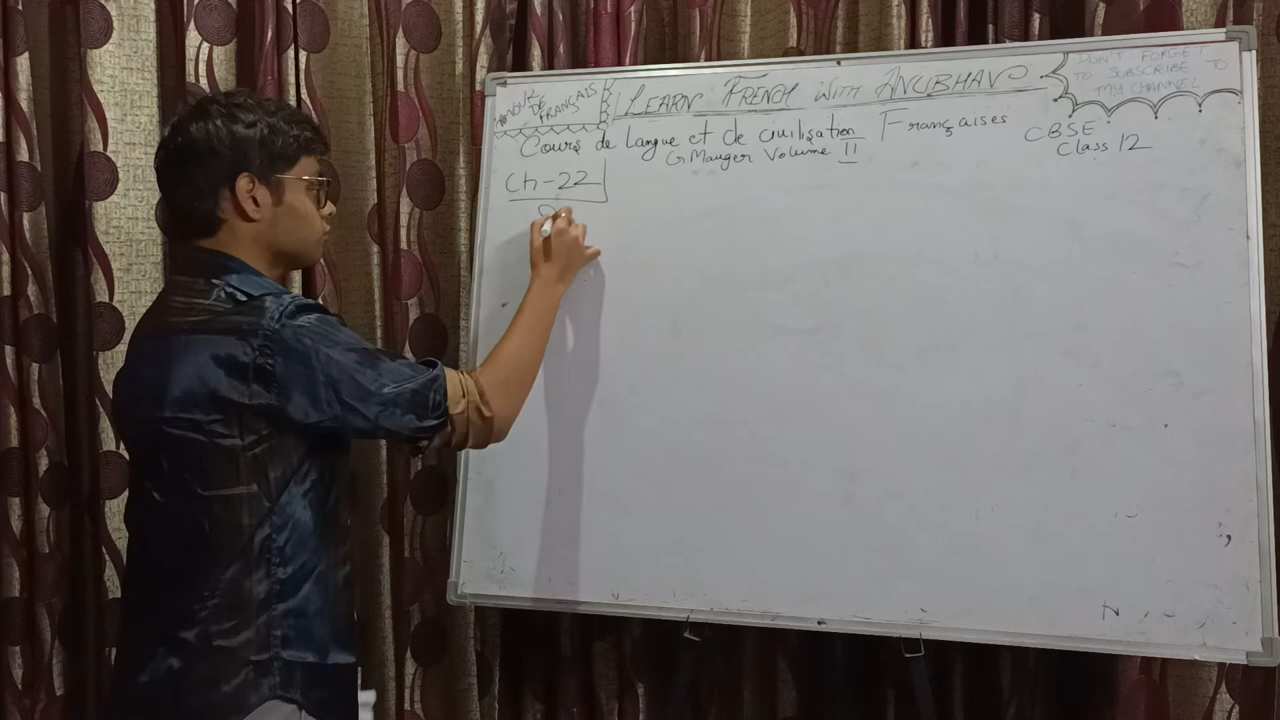 DE
FRANÇAIS
LEARN FRENCH WITH ANUBHAV
DON'T FORGET
TO SUBSCRIBE TO
MY CHANNEL
Cours de Langue et de civilisation Françaises
G Mauger Volume II
CBSE
Class 12
Ch-22